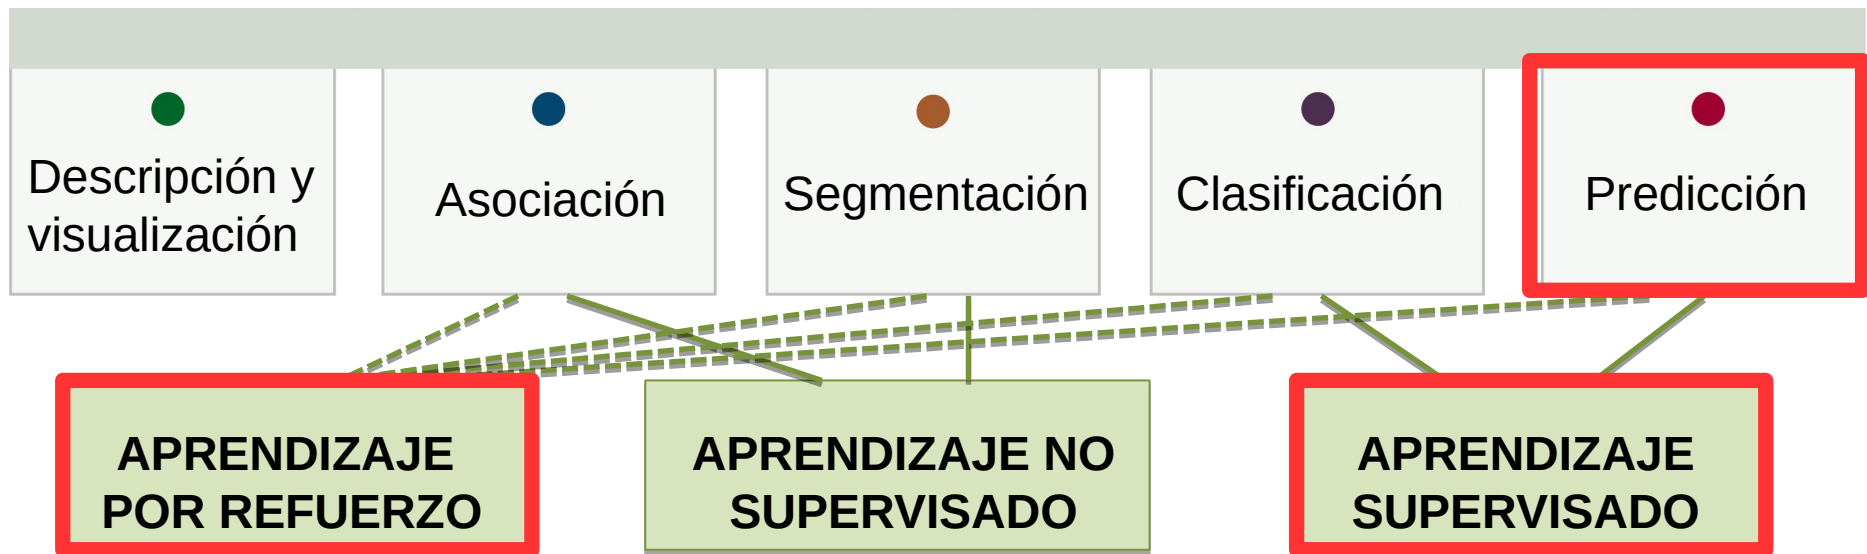 Descripción y
visualización
Asociación
Segmentación
Clasificación
Predicción
APRENDIZAJE
POR REFUERZO
APRENDIZAJE NO
SUPERVISADO
APRENDIZAJE
SUPERVISADO